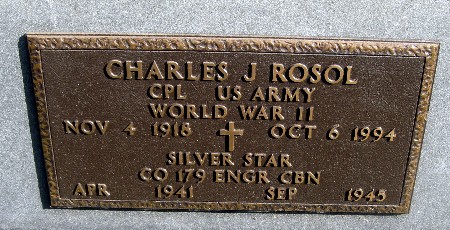 CHARLES J ROSOL
CPL US ARMY
WORLD WAR II
NOV 4 1918 OCT 6 1994
SILVER STAR
CO 179 ENGR CBN
APR 1941 SEP 1945